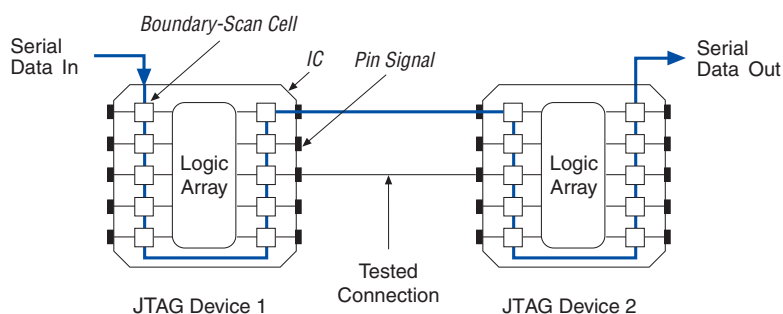 Boundary-Scan Cell
Serial
Data In
IC
Pin Signal
Serial
Data Out
Logic
Array
Logic
Array
Tested
Connection
JTAG Device 1
JTAG Device 2